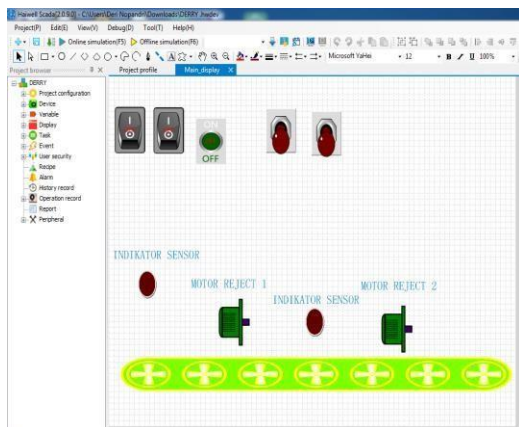 Haiwell Scada[2.0.9.0] - C:\Users\Den Nopandri\Downloads\DERRY .hwdev
Project(P) Edit(E) View(V) Debug(D) Tool(T) Help(H)
Online simulation(F5) Offline simulation(F6)
Microsoft YaHei 12 B I U 100%
Project browser Project profile Main_display X
DERRY
Project configuration
Device
Variable
Display
Task
Event
User security
Recipe
Alarm
History record
Operation record
Report
Peripheral
ON
OFF
INDIKATOR SENSOR
MOTOR REJECT 1
MOTOR REJECT 2
INDIKATOR SENSOR